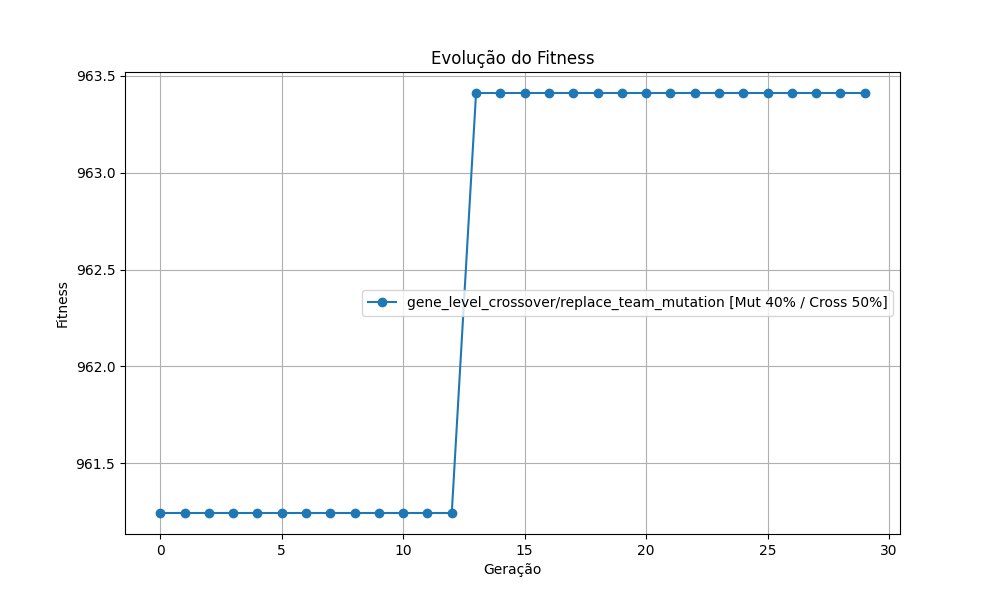 Evolução do Fitness
963.5
963.0
962.5
962.0
961.5
Fitness
gene_level_crossover/replace_team_mutation [Mut 40% / Cross 50%]
0 5 10 15 20 25 30
Geração